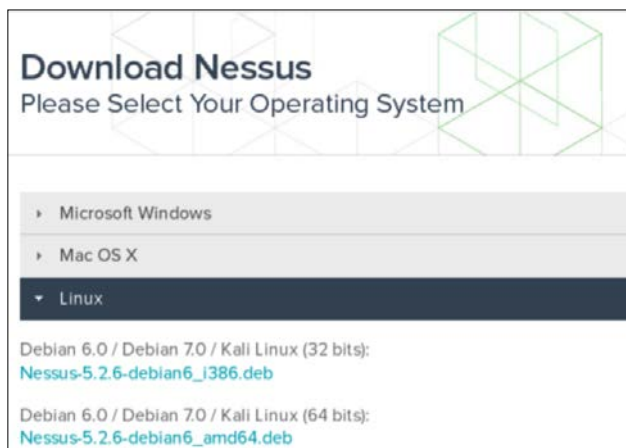 Download Nessus
Please Select Your Operating System
Microsoft Windows
Mac OS X
Linux
Debian 6.0 / Debian 7.0 / Kali Linux (32 bits):
Nessus-5.2.6-debian6_i386.deb
Debian 6.0 / Debian 7.0 / Kali Linux (64 bits):
Nessus-5.2.6-debian6_amd64.deb